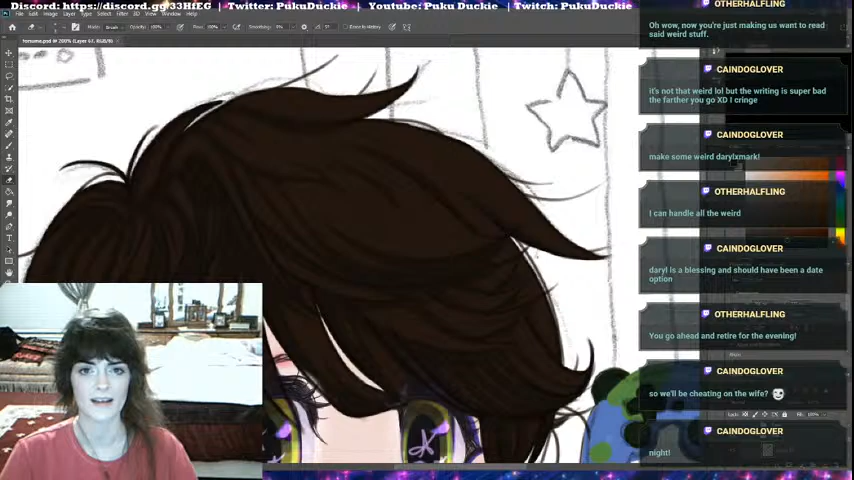 Discord: https://discord.gg/33HfEG | Twitter: PukuDuckie | Youtube: Puku Duckie | Twitch: PukuDuckie
OTHERHALFLING
Oh wow, now you're just making us want to read
said weird stuff.
CAINDOGLOVER
it's not that weird lol but the writing is super bad
the farther you go XD I cringe
CAINDOGLOVER
make some weird darylxmark!
OTHERHALFLING
I can handle all the weird
CAINDOGLOVER
daryl is a blessing and should have been a date
option
OTHERHALFLING
You go ahead and retire for the evening!
CAINDOGLOVER
so we'll be cheating on the wife?
CAINDOGLOVER
night!